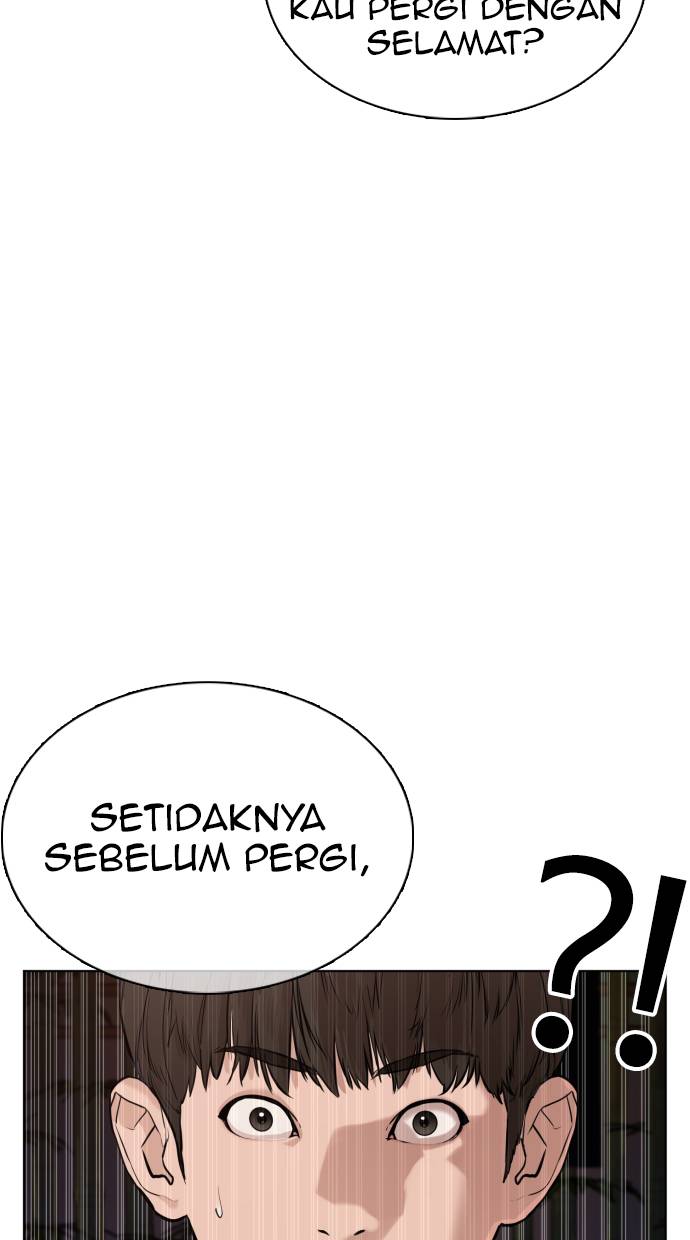 KAU PERGI DENGAN
SELAMAT?
SETIDAKNYA
SEBELUM PERGI,
?!